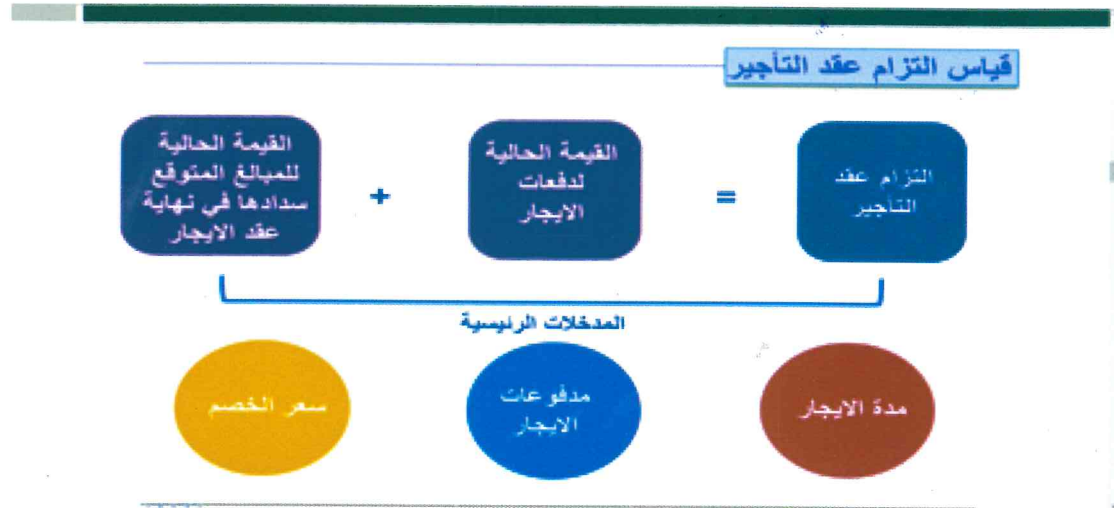 قياس التزام عقد التأجير
التزام عقد
التأجير
=
القيمة الحالية
لدفعات
الايجار
+
القيمة الحالية
للمبالغ المتوقع
سدادها في نهاية
عقد الايجار
المدخلات الرئيسية
مدة الايجار
مدفوعات
الايجار
سعر الخصم